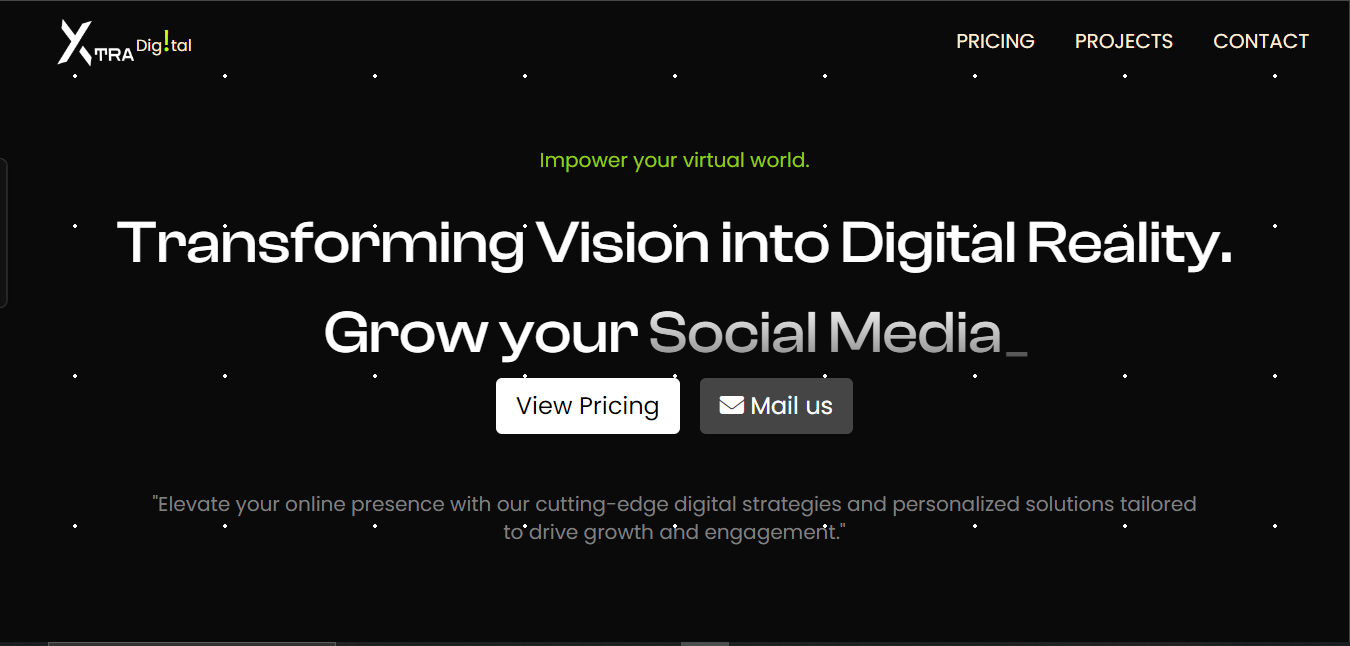 XTRA Dig!tal
PRICING PROJECTS CONTACT
Impower your virtual world.
Transforming Vision into Digital Reality.
Grow your Social Media_
View Pricing
Mail us
"Elevate your online presence with our cutting-edge digital strategies and personalized solutions tailored
to drive growth and engagement."